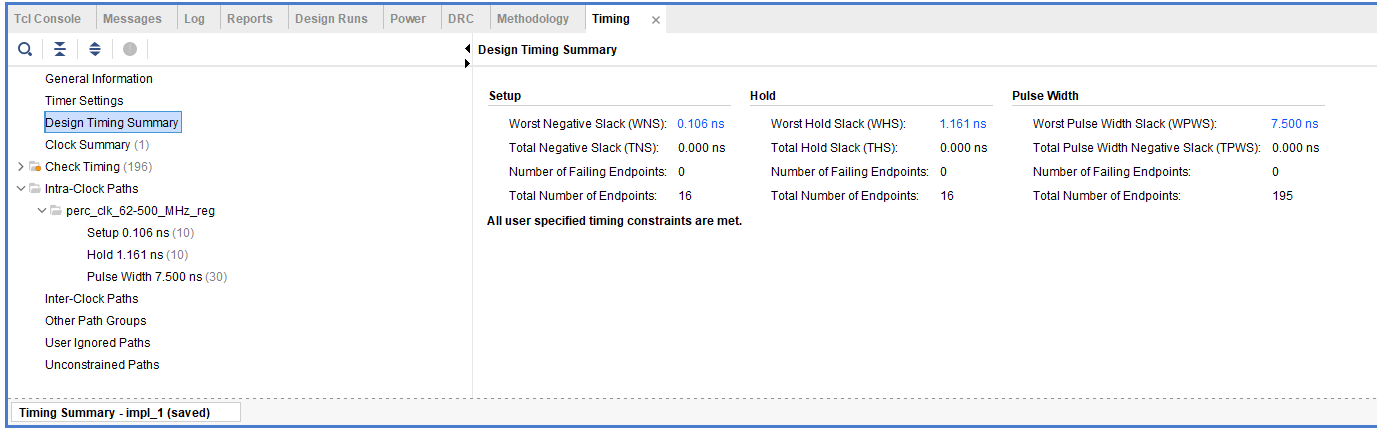 Tcl Console Messages Log Reports Design Runs Power DRC Methodology Timing
Design Timing Summary
General Information
Timer Settings
Design Timing Summary
Clock Summary (1)
Check Timing (196)
Intra-Clock Paths
perc_clk_62-500_MHz_reg
Setup 0.106 ns (10)
Hold 1.161 ns (10)
Pulse Width 7.500 ns (30)
Inter-Clock Paths
Other Path Groups
User Ignored Paths
Unconstrained Paths
Setup Hold Pulse Width
Worst Negative Slack (WNS): 0.106 ns Worst Hold Slack (WHS): 1.161 ns Worst Pulse Width Slack (WPWS): 7.500 ns
Total Negative Slack (TNS): 0.000 ns Total Hold Slack (THS): 0.000 ns Total Pulse Width Negative Slack (TPWS): 0.000 ns
Number of Failing Endpoints: 0 Number of Failing Endpoints: 0 Number of Failing Endpoints: 0
Total Number of Endpoints: 16 Total Number of Endpoints: 16 Total Number of Endpoints: 195
All user specified timing constraints are met.
Timing Summary - impl_1 (saved)